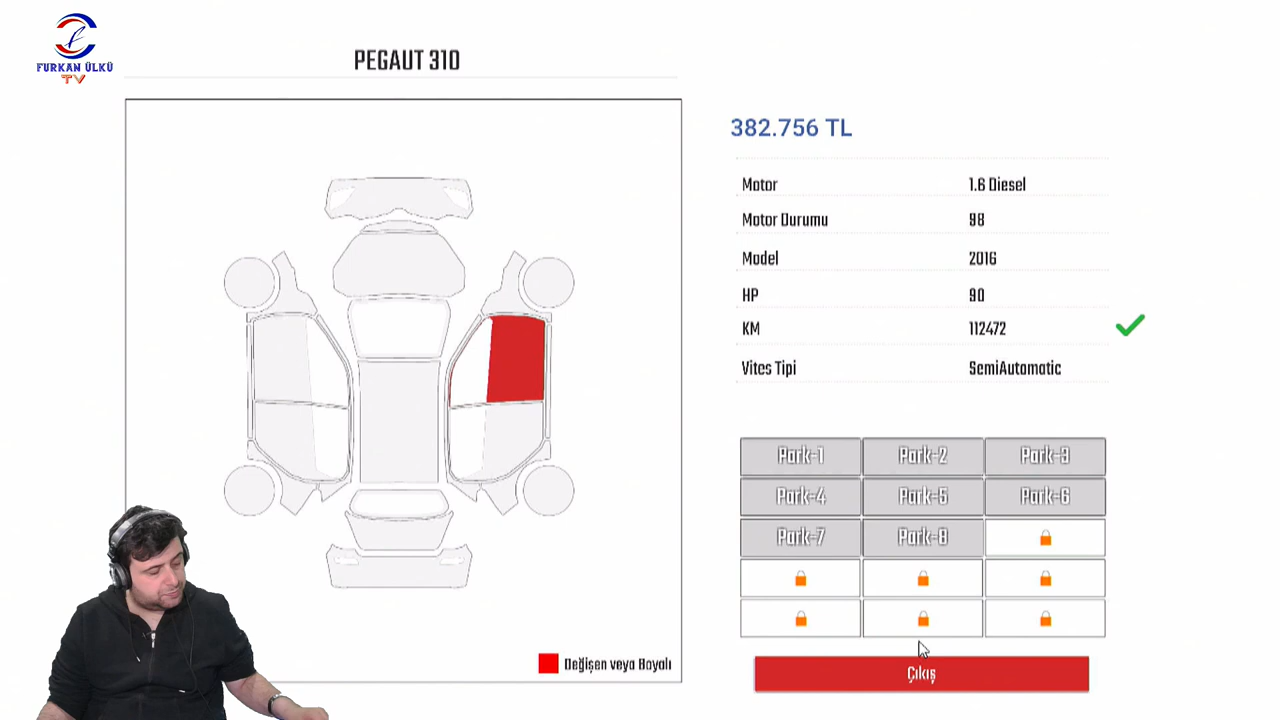 FURKAN ÜLKÜ
TV
PEGAUT 310
382.756 TL
Motor 1.6 Diesel
Motor Durumu 98
Model 2016
HP 90
KM 112472
Vites Tipi SemiAutomatic
Park-1 Park-2 Park-3
Park-4 Park-5 Park-6
Park-7 Park-8
Değişen veya Boyalı
Çıkış